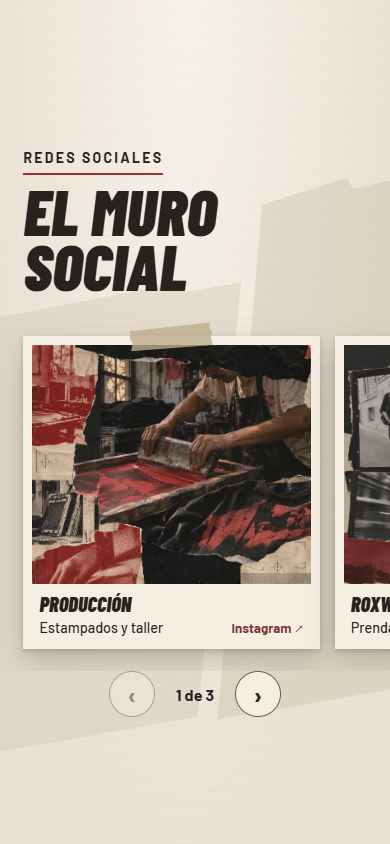 REDES SOCIALES
EL MURO
SOCIAL
PRODUCCIÓN
Estampados y taller
Instagram ↗
ROXW
Prenda
‹
1 de 3
›